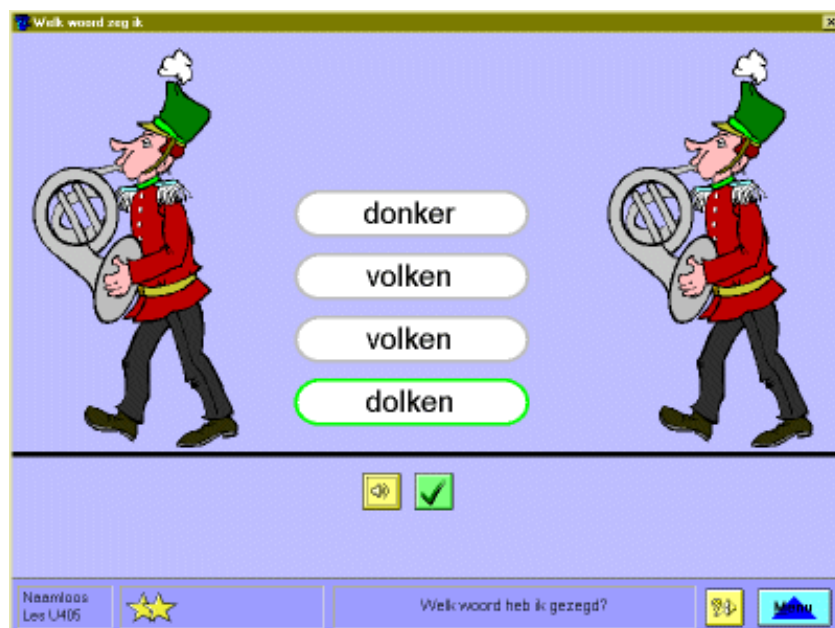 Welk woord zeg ik
donker
volken
volken
dolken
Naamloos
Les U405
Welk woord heb ik gezegd?
Menu